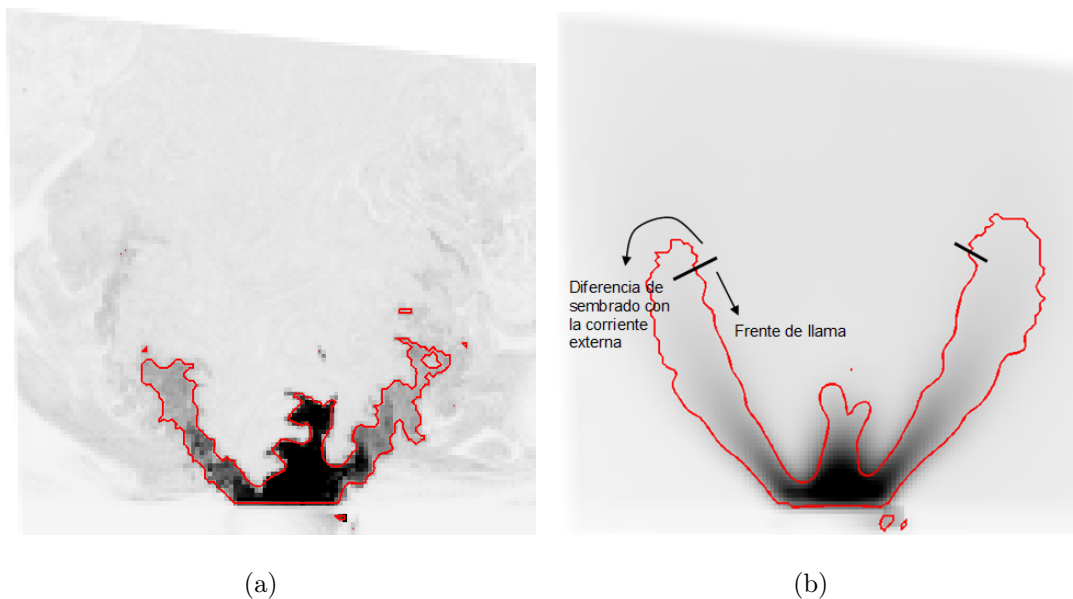 Diferencia de
sembrado con
la corriente
externa
Frente de llama
(a)
(b)